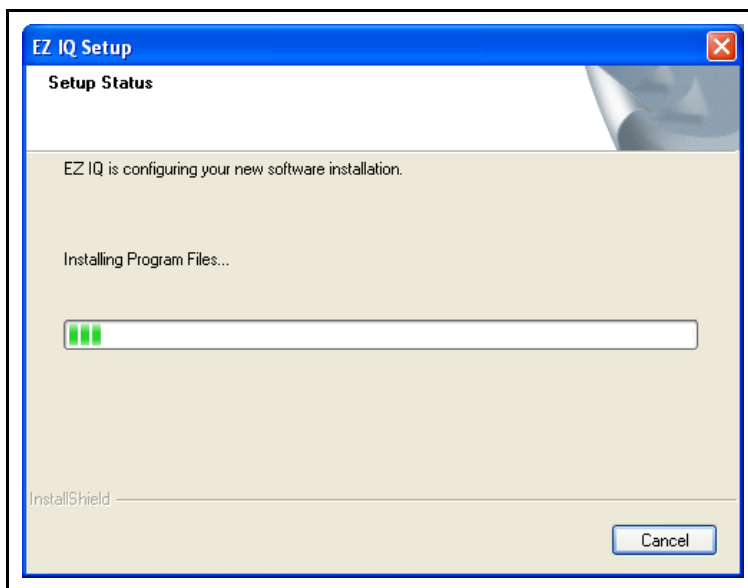 EZ IQ Setup
Setup Status
EZ IQ is configuring your new software installation.
Installing Program Files...
InstallShield
Cancel